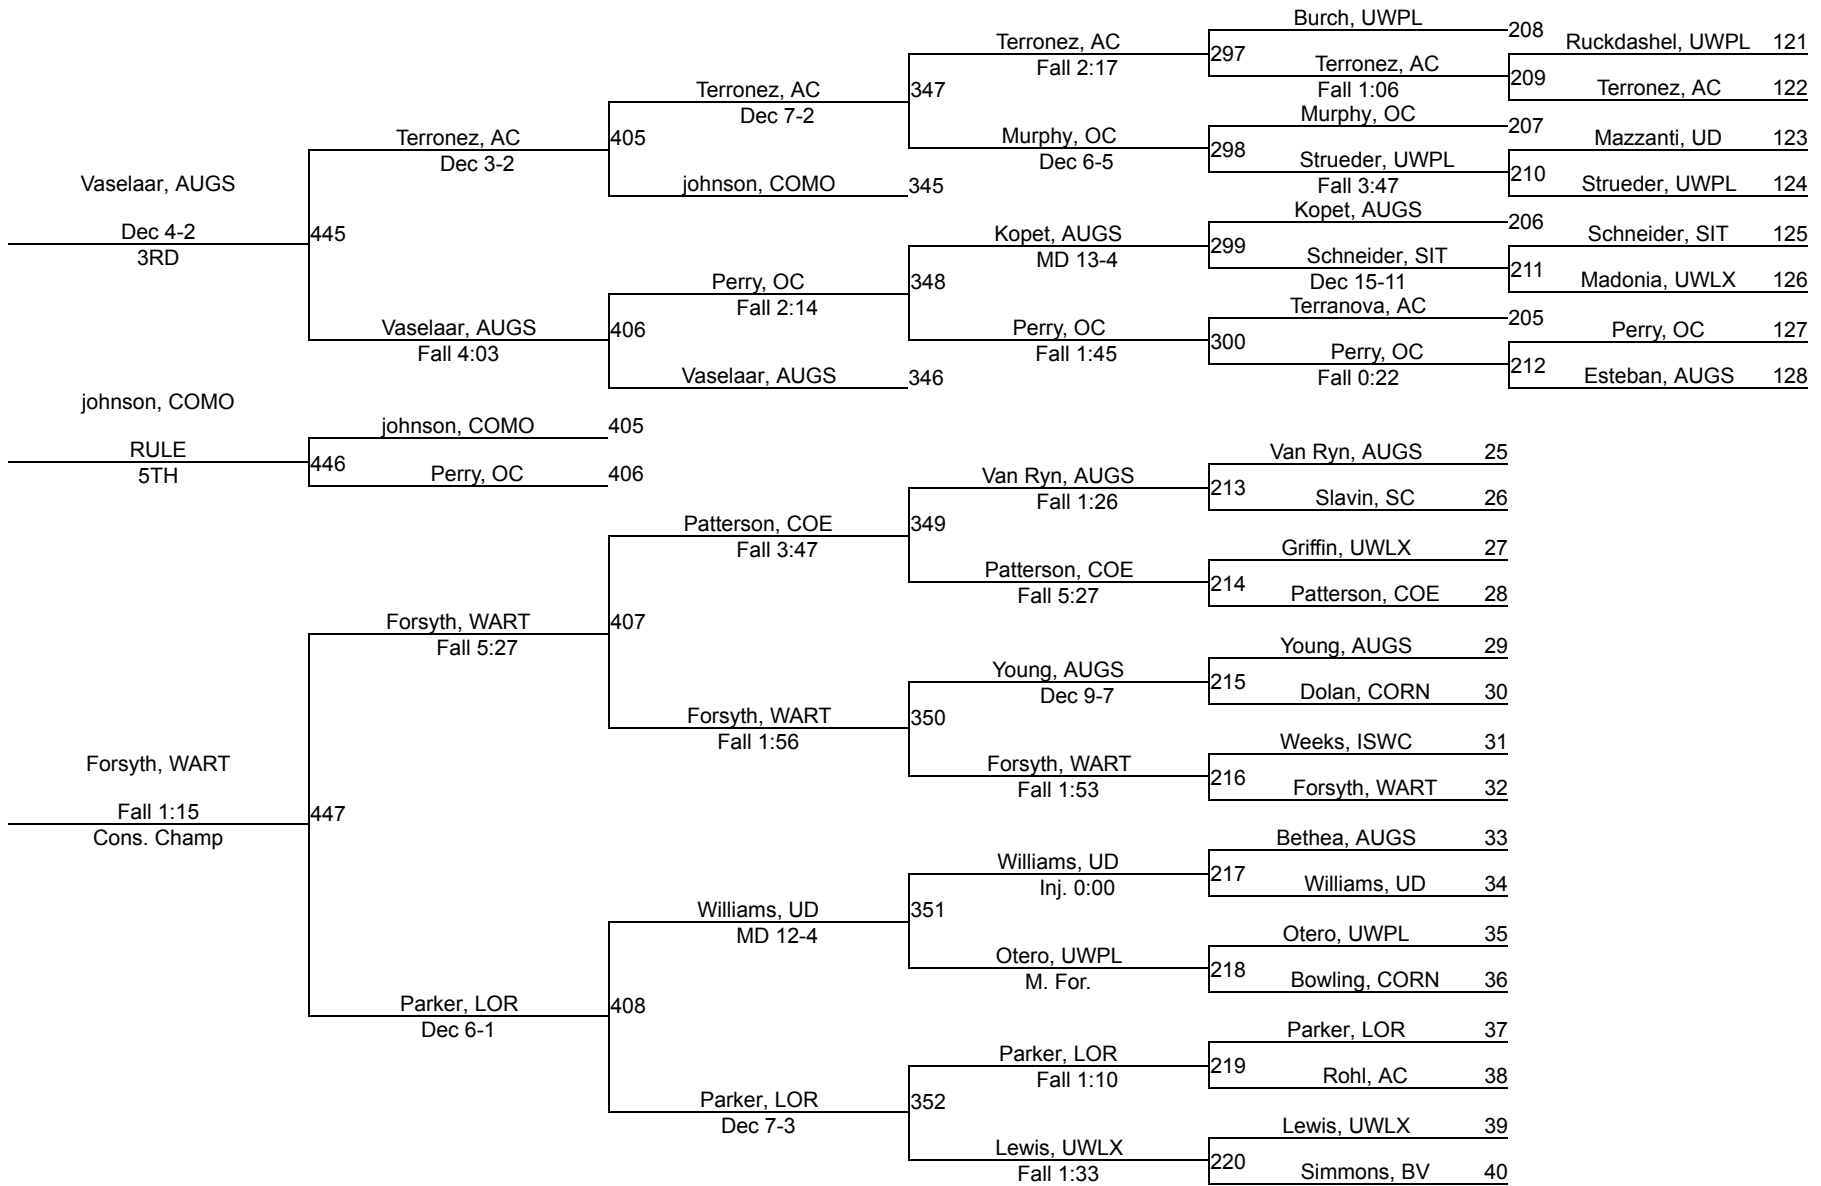 Burch, UWPL
208
Terronez, AC
Ruckdashel, UWPL 121
Fall 2:17
297
Terronez, AC
209
Fall 1:06
Terronez, AC 122
Terronez, AC
347
Dec 7-2
Murphy, OC
207
Murphy, OC
Mazzanti, UD 123
Dec 6-5
298
Strueder, UWPL
210
Fall 3:47
Strueder, UWPL 124
Terronez, AC
405
Dec 3-2
johnson, COMO
345
Vaselaar, AUGS
Dec 4-2
3RD
445
Kopet, AUGS
206
Kopet, AUGS
Schneider, SIT 125
MD 13-4
299
Schneider, SIT
211
Dec 15-11
Madonia, UWLX 126
Perry, OC
348
Fall 2:14
Terranova, AC
205
Perry, OC
Perry, OC 127
Fall 1:45
300
Perry, OC
212
Fall 0:22
Esteban, AUGS 128
Vaselaar, AUGS
406
Fall 4:03
Vaselaar, AUGS
346
johnson, COMO
RULE
5TH
446
johnson, COMO
405
Perry, OC
406
Van Ryn, AUGS 25
Van Ryn, AUGS
213
Fall 1:26
Slavin, SC 26
Patterson, COE
349
Fall 3:47
Griffin, UWLX 27
Patterson, COE
214
Fall 5:27
Patterson, COE 28
Forsyth, WART
407
Fall 5:27
Young, AUGS 29
Young, AUGS
215
Dec 9-7
Dolan, CORN 30
Forsyth, WART
350
Fall 1:56
Weeks, ISWC 31
Forsyth, WART
216
Fall 1:53
Forsyth, WART 32
Forsyth, WART
Fall 1:15
Cons. Champ
447
Bethea, AUGS 33
Williams, UD
217
Inj. 0:00
Williams, UD 34
Williams, UD
351
MD 12-4
Otero, UWPL 35
Otero, UWPL
218
M. For.
Bowling, CORN 36
Parker, LOR
408
Dec 6-1
Parker, LOR 37
Parker, LOR
219
Fall 1:10
Rohl, AC 38
Parker, LOR
352
Dec 7-3
Lewis, UWLX 39
Lewis, UWLX
220
Fall 1:33
Simmons, BV 40